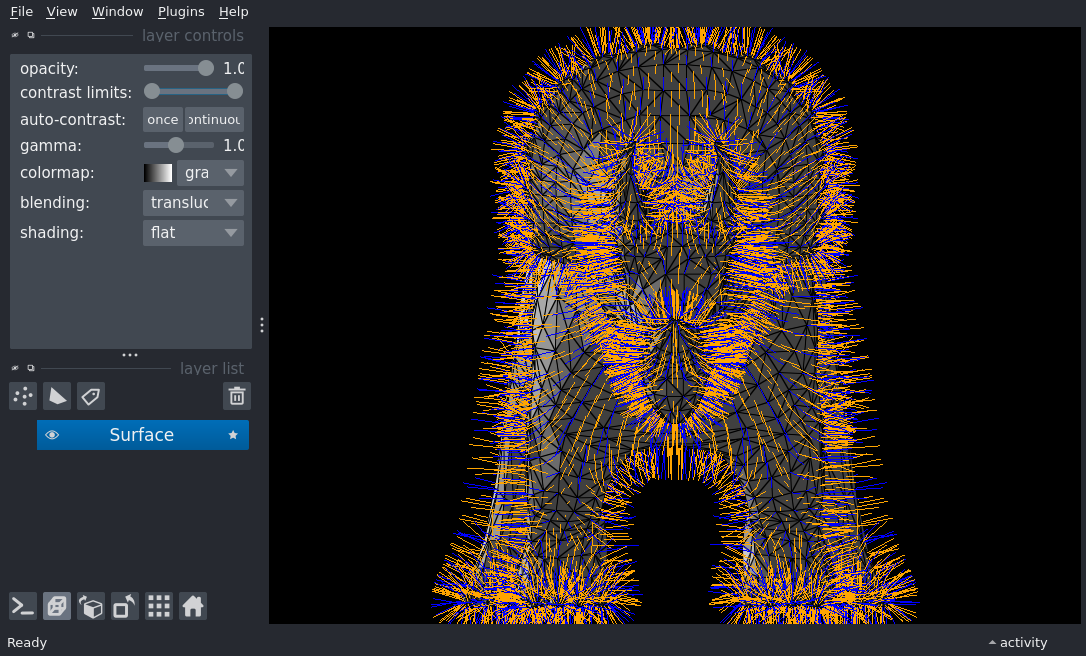 File View Window Plugins Help
layer controls
opacity: 1.0
contrast limits:
auto-contrast: once ontinuou
gamma: 1.0
colormap: gra
blending: transluc
shading: flat
layer list
Surface
Ready
activity